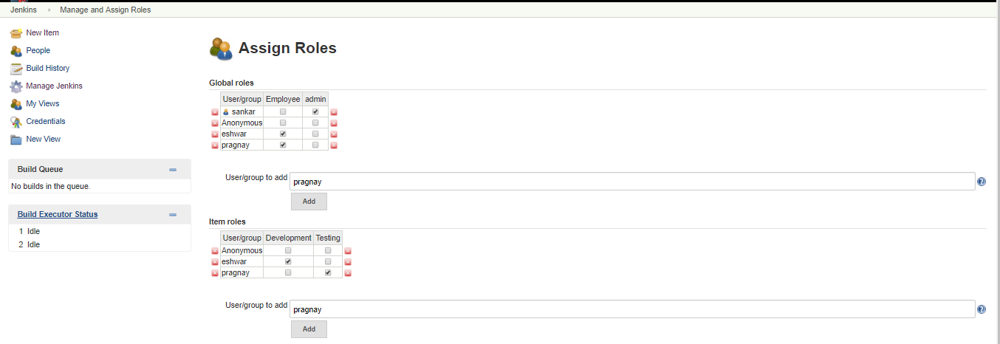 Jenkins Manage and Assign Roles
New Item
People
Build History
Manage Jenkins
My Views
Credentials
New View
Build Queue
No builds in the queue.
Build Executor Status
1 Idle
2 Idle
Assign Roles
Global roles
User/group Employee admin
sankar
Anonymous
eshwar
pragnay
User/group to add pragnay
Add
Item roles
User/group Development Testing
Anonymous
eshwar
pragnay
User/group to add pragnay
Add